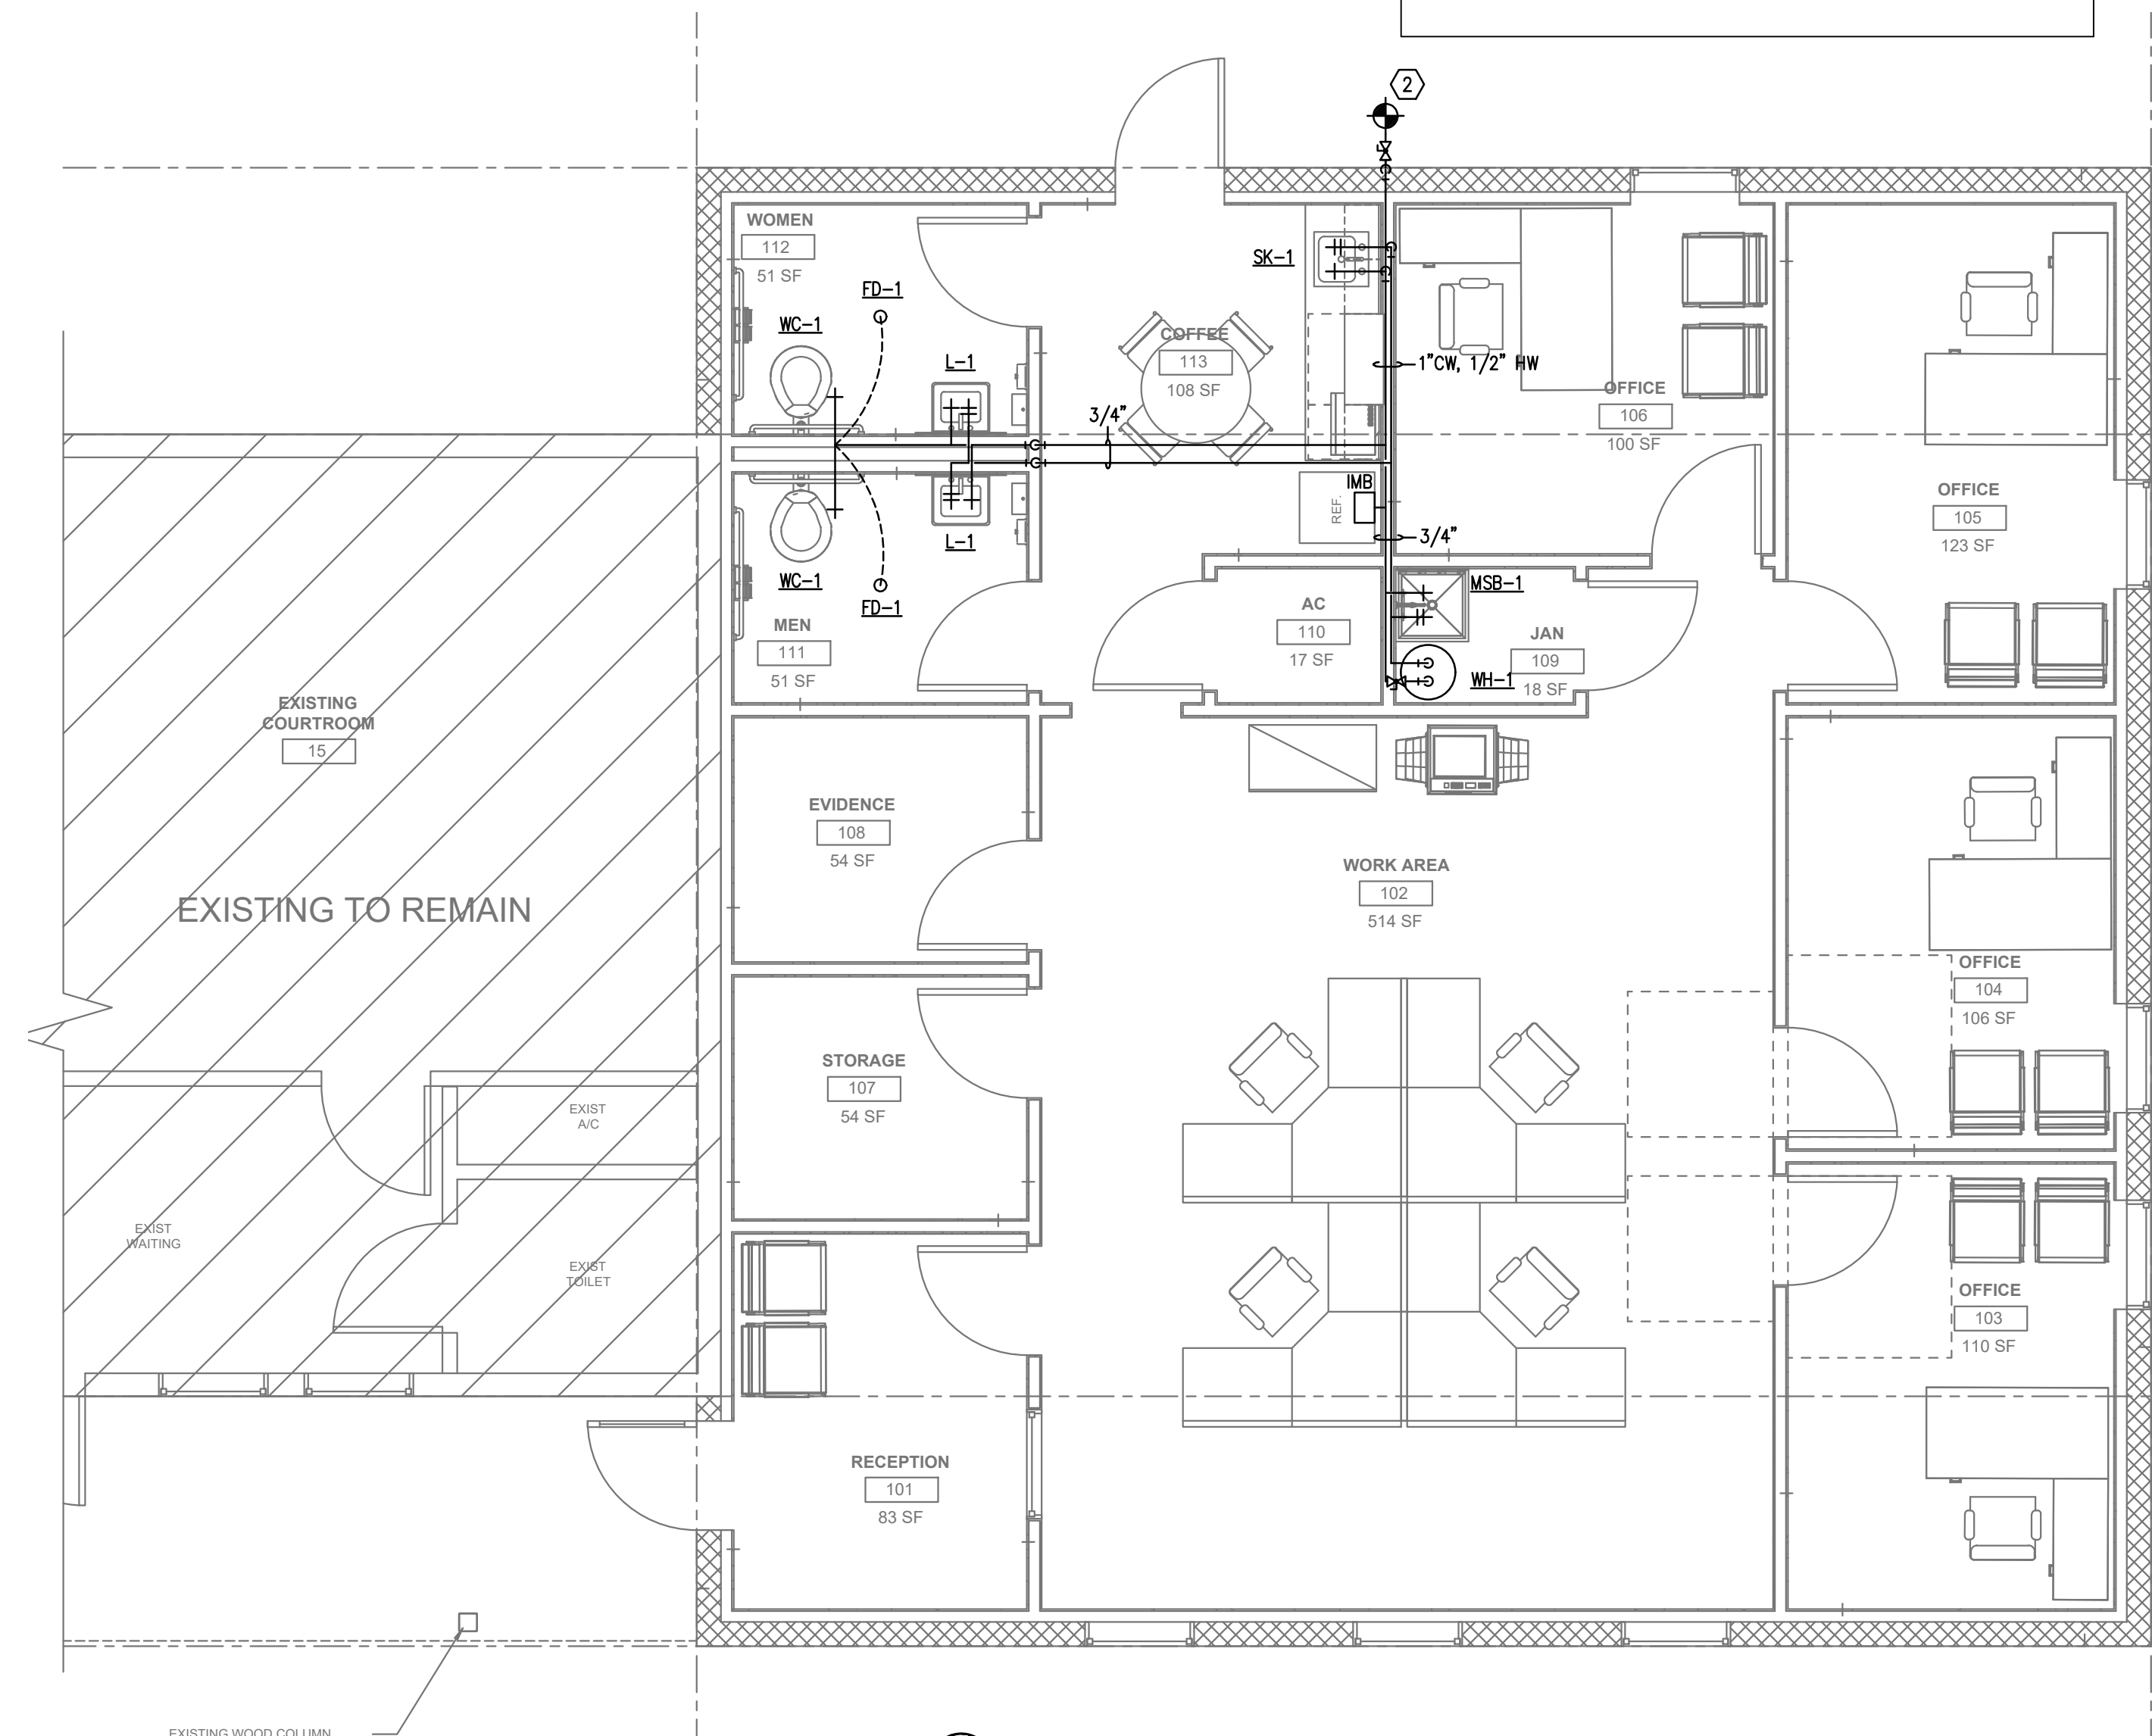 2
WOMEN
112
51 SF
FD-1
WC-1
L-1
SK-1
COFFEE
113
108 SF
1"CW, 1/2" HW
3/4"
OFFICE
106
100 SF
OFFICE
105
123 SF
IMB
REF.
3/4"
L-1
WC-1
FD-1
MEN
111
51 SF
AC
110
17 SF
MSB-1
JAN
109
18 SF
WH-1
EXISTING
COURTROOM
15
EXISTING TO REMAIN
EVIDENCE
108
54 SF
WORK AREA
102
514 SF
OFFICE
104
106 SF
STORAGE
107
54 SF
EXIST
A/C
EXIST
WAITING
EXIST
TOILET
OFFICE
103
110 SF
RECEPTION
101
83 SF
EXISTING WOOD COLUMN